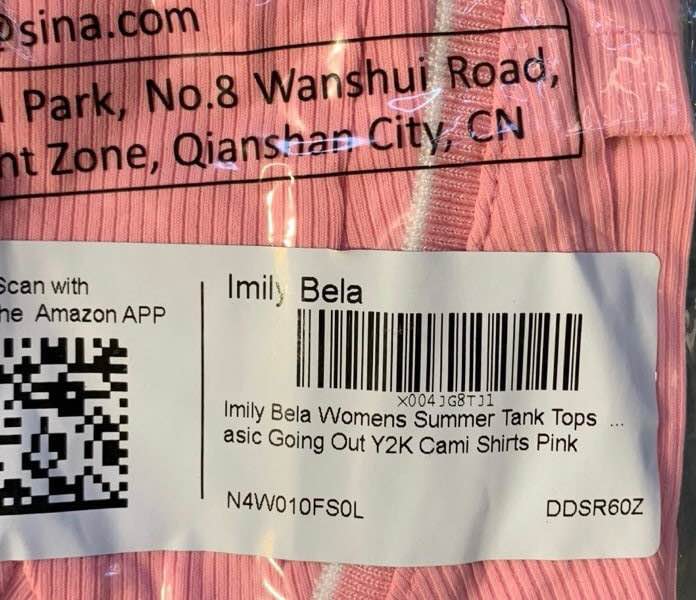 @sina.com
Park, No.8 Wanshui Road,
nt Zone, Qianshan City, CN
Scan with
he Amazon APP
Imily Bela
X004JG8TJ1
Imily Bela Womens Summer Tank Tops ...
asic Going Out Y2K Cami Shirts Pink
N4W010FS0L
DDSR60Z